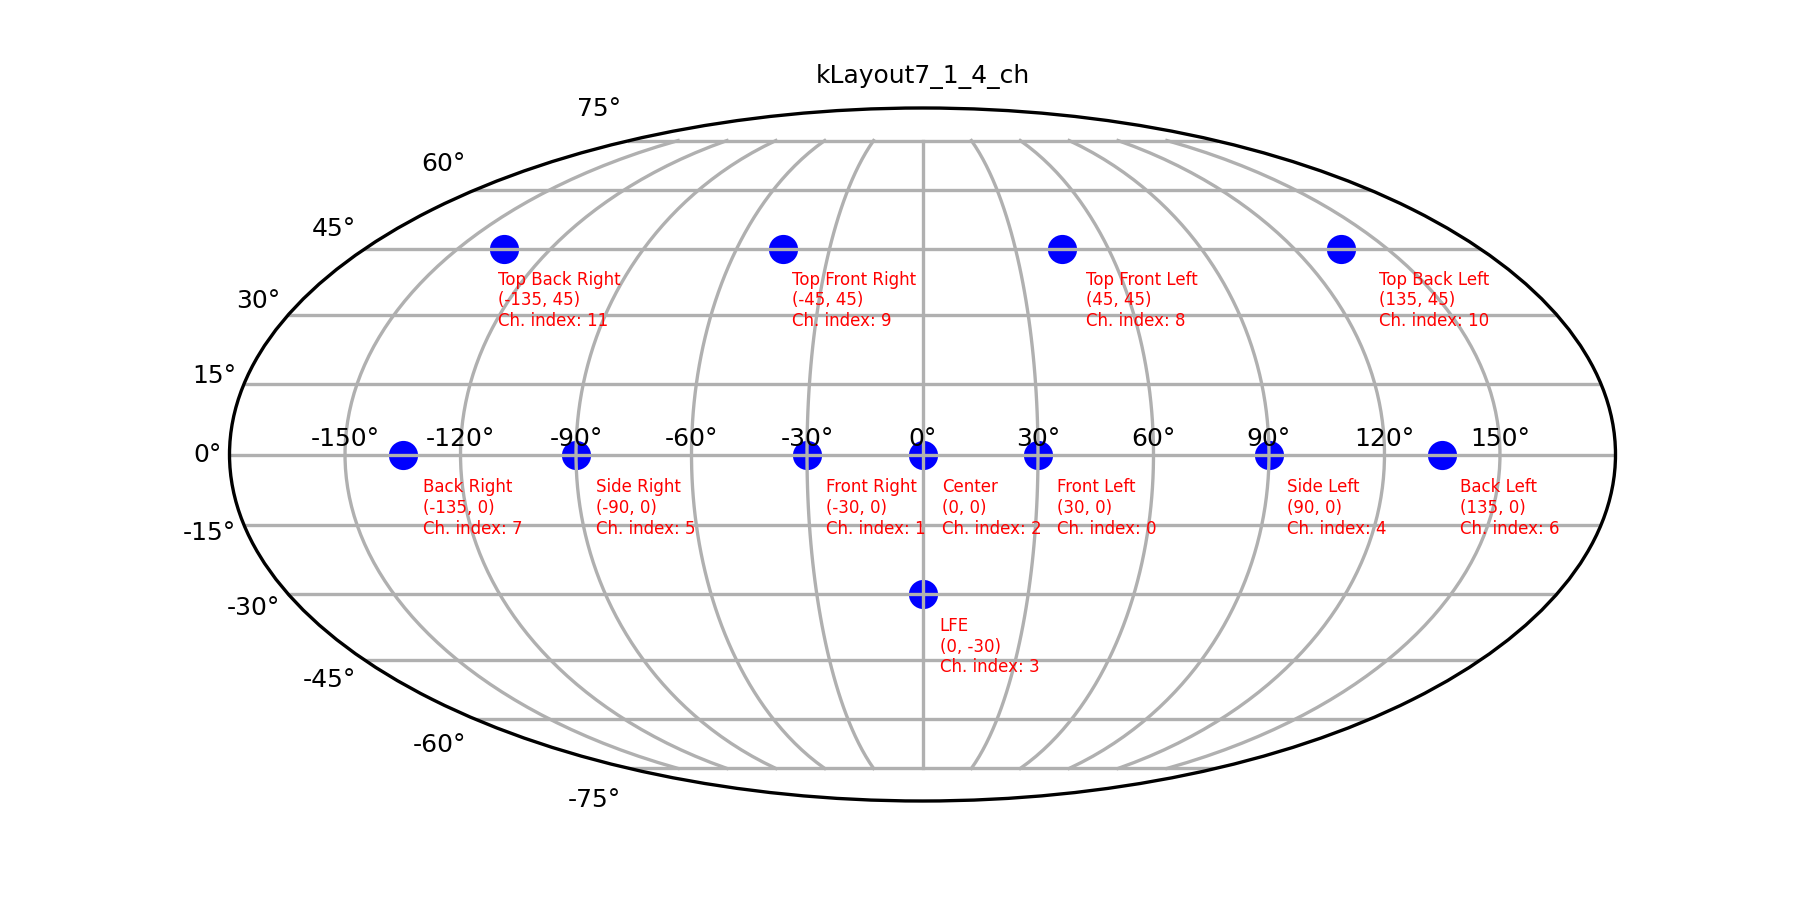 kLayout7_1_4_ch
75°
60°
45°
Top Back Right
(-135, 45)
Ch. index: 11
Top Front Right
(-45, 45)
Ch. index: 9
Top Front Left
(45, 45)
Ch. index: 8
Top Back Left
(135, 45)
Ch. index: 10
30°
15°
-150° -120° -90° -60° -30° 0° 30° 60° 90° 120° 150°
0°
Back Right
(-135, 0)
Ch. index: 7
Side Right
(-90, 0)
Ch. index: 5
Front Right
(-30, 0)
Ch. index: 1
Center
(0, 0)
Ch. index: 2
Front Left
(30, 0)
Ch. index: 0
Side Left
(90, 0)
Ch. index: 4
Back Left
(135, 0)
Ch. index: 6
-15°
-30°
LFE
(0, -30)
Ch. index: 3
-45°
-60°
-75°